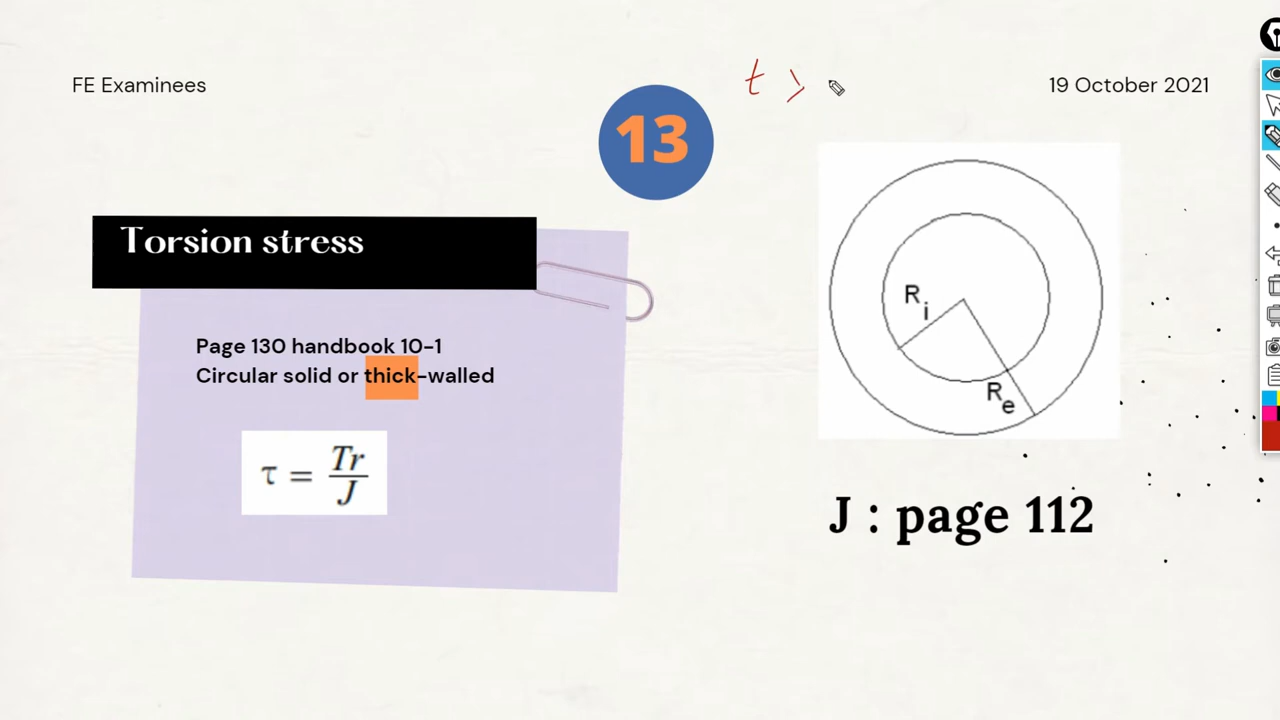 FE Examinees
t >
19 October 2021
13
Torsion stress
Page 130 handbook 10-1
Circular solid or thick-walled
τ = Tr/J
R i
R e
J : page 112